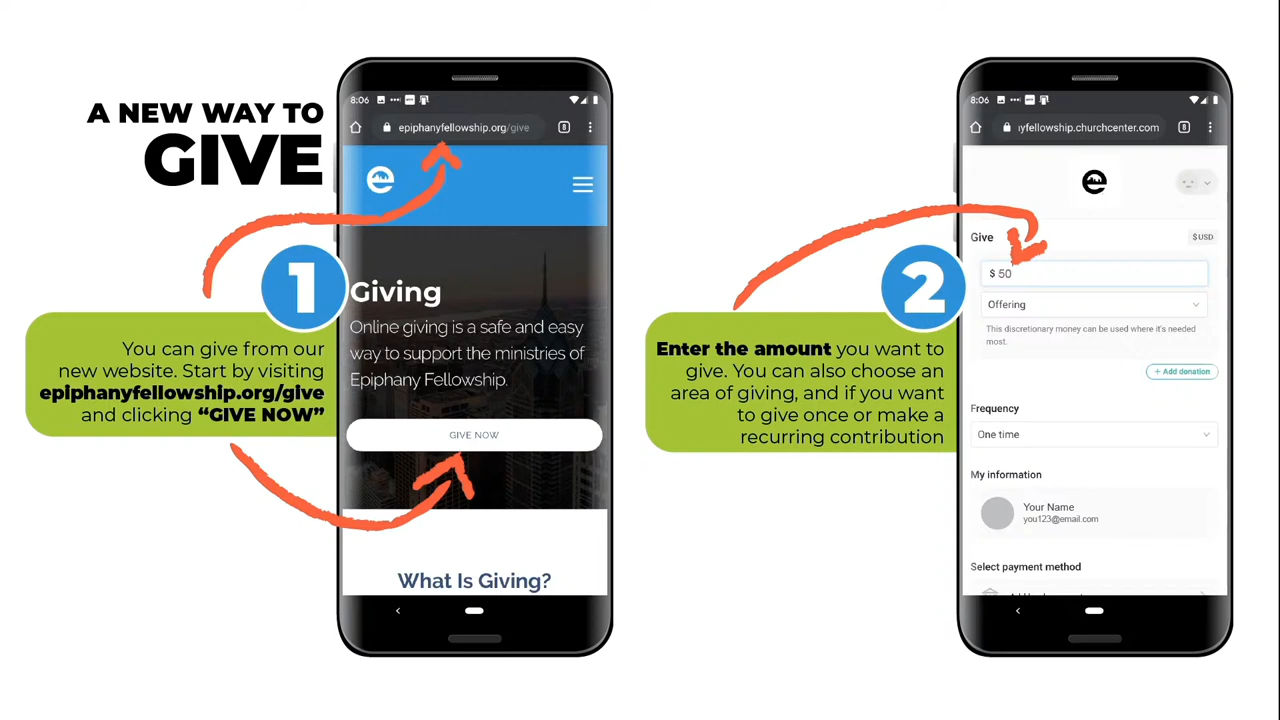 A NEW WAY TO
GIVE
1
You can give from our
new website. Start by visiting
epiphanyfellowship.org/give
and clicking “GIVE NOW”
8:06
epiphanyfellowship.org/give
8
e
Giving
Online giving is a safe and easy
way to support the ministries of
Epiphany Fellowship.
GIVE NOW
What Is Giving?
2
Enter the amount you want to
give. You can also choose an
area of giving, and if you want
to give once or make a
recurring contribution
8:06
yfellowship.churchcenter.com
8
e
Give
$ USD
$ 50
Offering
This discretionary money can be used where it's needed
most.
+ Add donation
Frequency
One time
My information
Your Name
you123@email.com
Select payment method